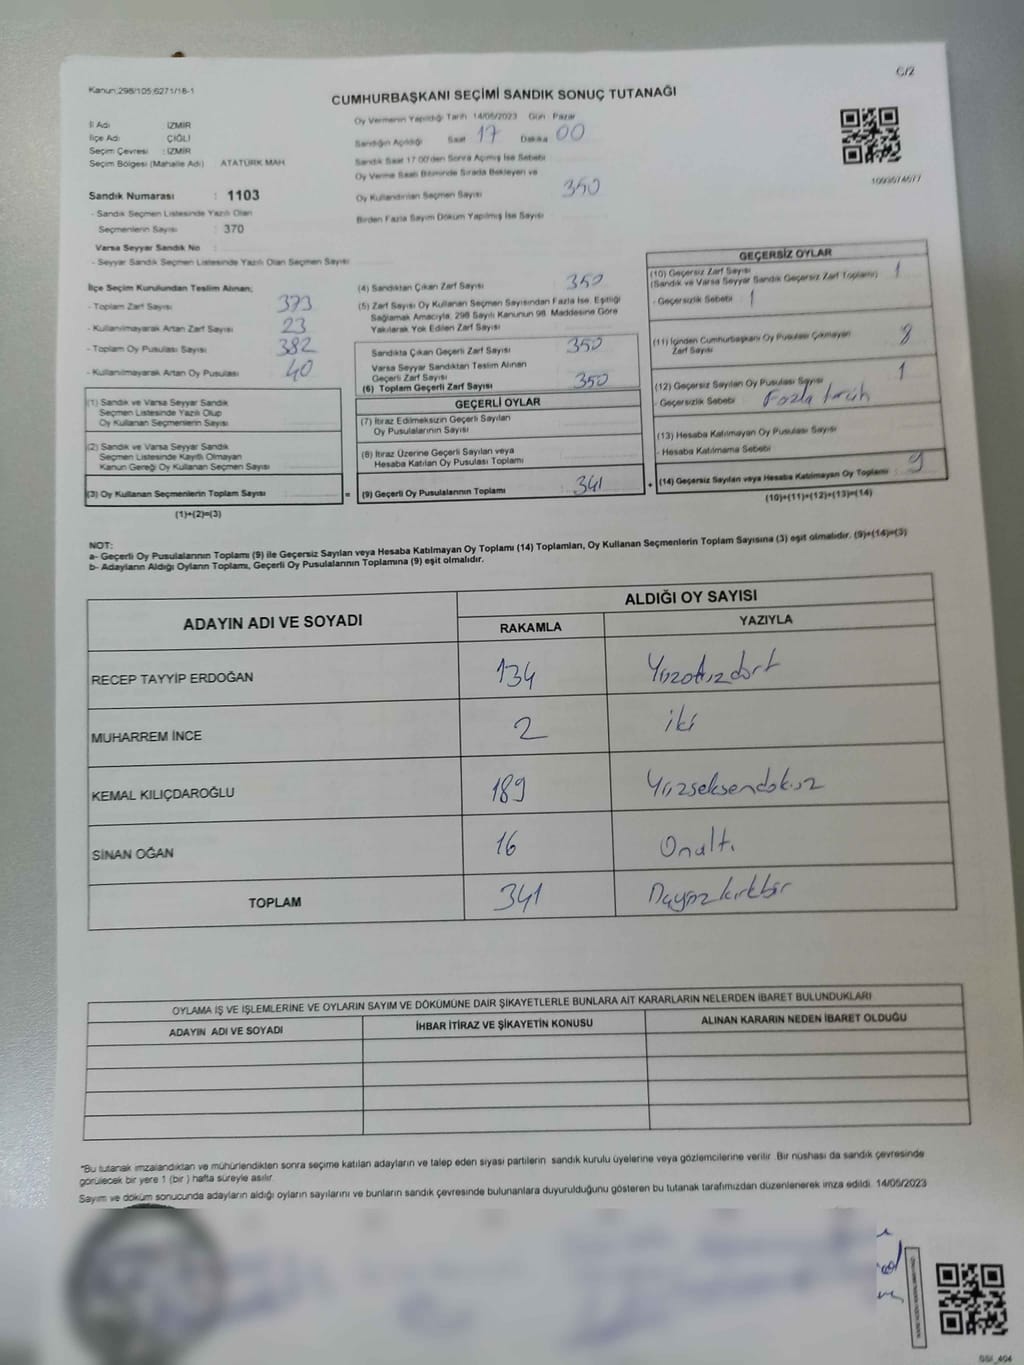 C/2
Kanun:298/105;6271/18-1
CUMHURBAŞKANI SEÇİMİ SANDIK SONUÇ TUTANAĞI
İl Adı : İZMİR
İlçe Adı : ÇİĞLİ
Seçim Çevresi : İZMİR
Seçim Bölgesi (Mahalle Adı) ATATÜRK MAH.
Sandık Numarası : 1103
- Sandık Seçmen Listesinde Yazılı Olan
Seçmenlerin Sayısı : 370
Varsa Seyyar Sandık No :
- Seyyar Sandık Seçmen Listesinde Yazılı Olan Seçmen Sayısı
Oy Vermenin Yapıldığı Tarih 14/05/2023 Gün Pazar
Sandığın Açıldığı Saat 17 Dakika 00
Sandık Saat 17:00'den Sonra Açılmış İse Sebebi
Oy Verme Saati Bitiminde Sırada Bekleyen ve
Oy Kullandırılan Seçmen Sayısı 350
Birden Fazla Sayım Döküm Yapılmış İse Sayısı
İlçe Seçim Kurulundan Teslim Alınan;
- Toplam Zarf Sayısı 373
- Kullanılmayarak Artan Zarf Sayısı 23
- Toplam Oy Pusulası Sayısı 382
- Kullanılmayarak Artan Oy Pusulası 40
(1) Sandık ve Varsa Seyyar Sandık
Seçmen Listesinde Yazılı Olup
Oy Kullanan Seçmenlerin Sayısı
(2) Sandık ve Varsa Seyyar Sandık
Seçmen Listesinde Kayıtlı Olmayan
Kanun Gereği Oy Kullanan Seçmen Sayısı
(3) Oy Kullanan Seçmenlerin Toplam Sayısı
(1)+(2)=(3)
=
(4) Sandıktan Çıkan Zarf Sayısı 350
(5) Zarf Sayısı Oy Kullanan Seçmen Sayısından Fazla İse, Eşitliği
Sağlamak Amacıyla, 298 Sayılı Kanunun 98. Maddesine Göre
Yakılarak Yok Edilen Zarf Sayısı
Sandıkta Çıkan Geçerli Zarf Sayısı 350
Varsa Seyyar Sandıktan Teslim Alınan
Geçerli Zarf Sayısı
(6) Toplam Geçerli Zarf Sayısı 350
GEÇERLİ OYLAR
(7) İtiraz Edilmeksizin Geçerli Sayılan
Oy Pusulalarının Sayısı
(8) İtiraz Üzerine Geçerli Sayılan veya
Hesaba Katılan Oy Pusulası Toplamı
(9) Geçerli Oy Pusulalarının Toplamı : 341
+
GEÇERSİZ OYLAR
(10) Geçersiz Zarf Sayısı 1
(Sandık ve Varsa Seyyar Sandık Geçersiz Zarf Toplamı)
- Geçersizlik Sebebi : 1
(11) İçinden Cumhurbaşkanı Oy Pusulası Çıkmayan
Zarf Sayısı 8
(12) Geçersiz Sayılan Oy Pusulası Sayısı 1
- Geçersizlik Sebebi : Fazla
(13) Hesaba Katılmayan Oy Pusulası Sayısı
- Hesaba Katılmama Sebebi
(14) Geçersiz Sayılan veya Hesaba Katılmayan Oy Toplamı : 9
(10)+(11)+(12)+(13)=(14)
NOT:
a- Geçerli Oy Pusulalarının Toplamı (9) ile Geçersiz Sayılan veya Hesaba Katılmayan Oy Toplamı (14) Toplamları, Oy Kullanan Seçmenlerin Toplam Sayısına (3) eşit olmalıdır. (9)+(14)=(3)
b- Adayların Aldığı Oyların Toplamı, Geçerli Oy Pusulalarının Toplamına (9) eşit olmalıdır.
ADAYIN ADI VE SOYADI
ALDIĞI OY SAYISI
RAKAMLA YAZIYLA
RECEP TAYYİP ERDOĞAN 134 Yüzotuzdört
MUHARREM İNCE 2 iki
KEMAL KILIÇDAROĞLU 189 Yüzseksendokuz
SİNAN OĞAN 16 Onaltı
TOPLAM 341
OYLAMA İŞ VE İŞLEMLERİNE VE OYLARIN SAYIM VE DÖKÜMÜNE DAİR ŞİKAYETLERLE BUNLARA AİT KARARLARIN NELERDEN İBARET BULUNDUKLARI
ADAYIN ADI VE SOYADI İHBAR İTİRAZ VE ŞİKAYETİN KONUSU ALINAN KARARIN NEDEN İBARET OLDUĞU
*Bu tutanak imzalandıktan ve mühürlendikten sonra seçime katılan adayların ve talep eden siyasi partilerin sandık kurulu üyelerine veya gözlemcilerine verilir. Bir nüshası da sandık çevresinde
görülecek bir yere 1 (bir) hafta süreyle asılır.
Sayım ve döküm sonucunda adayların aldığı oyların sayılarını ve bunların sandık çevresinde bulunanlara duyurulduğunu gösteren bu tutanak tarafımızdan düzenlenerek imza edildi. 14/05/2023